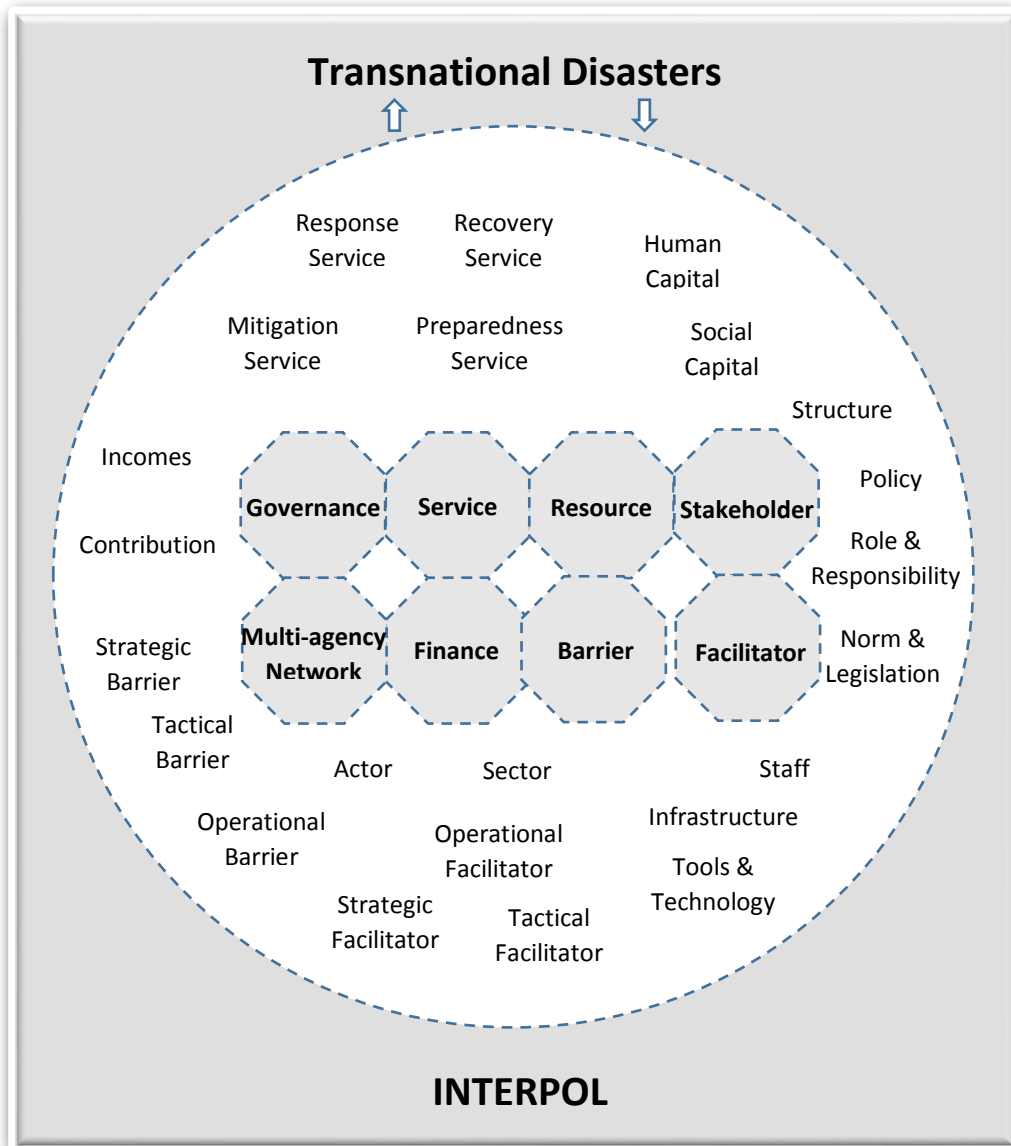 Transnational Disasters
Response
Service
Recovery
Service
Human
Capital
Mitigation
Service
Preparedness
Service
Social
Capital
Structure
Incomes
Policy
Governance
Service
Resource
Stakeholder
Contribution
Role &
Responsibility
Strategic
Barrier
Multi-agency
Network
Finance
Barrier
Facilitator
Norm &
Legislation
Tactical
Barrier
Actor
Sector
Staff
Operational
Barrier
Operational
Facilitator
Infrastructure
Tools &
Technology
Strategic
Facilitator
Tactical
Facilitator
INTERPOL